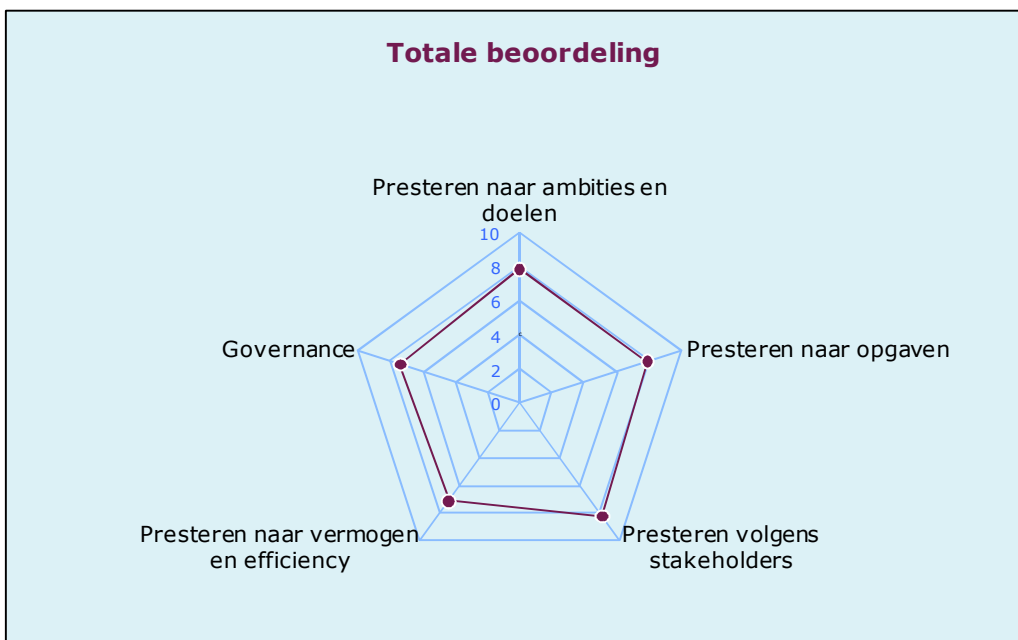 Totale beoordeling
Presteren naar ambities en
doelen
10
8
6
4
2
0
Governance
Presteren naar opgaven
Presteren naar vermogen
en efficiency
Presteren volgens
stakeholders